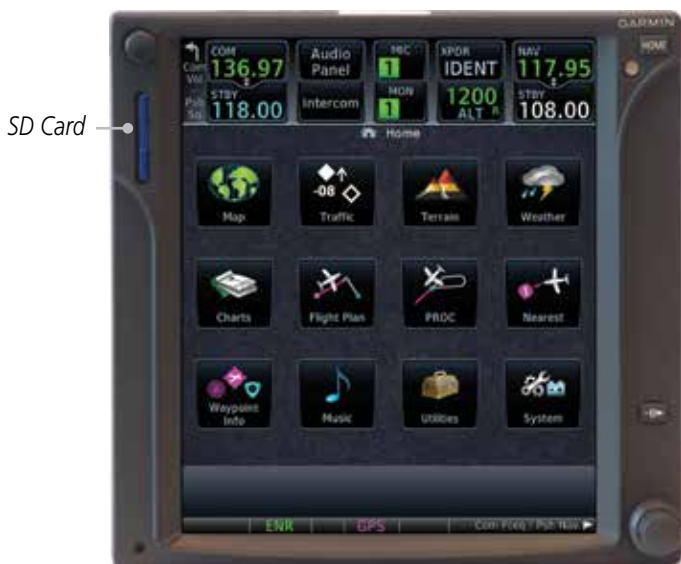 GARMIN
HOME
SD Card
COM
136.97
STBY
118.00
Com Vol
Psh Sq
Audio Panel
Intercom
MIC
1
MON
1
XPDR
IDENT
1200
ALT R
NAV
117.95
STBY
108.00
Home
Map
-08
Traffic
Terrain
Weather
Charts
Flight Plan
PROC
Nearest
Waypoint Info
Music
Utilities
System
-D→
ENR
GPS
Com Freq / Psh Nav